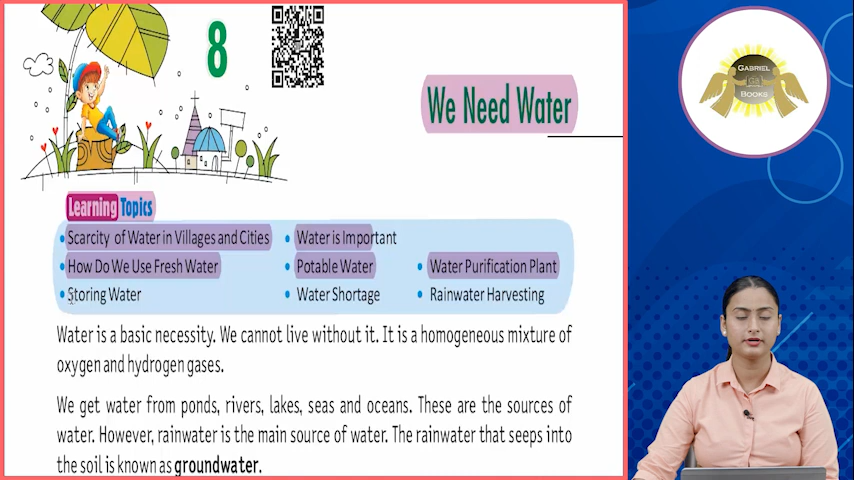 8
We Need Water
GABRIEL
BOOKS
Learning Topics
• Scarcity of Water in Villages and Cities • Water is Important
• How Do We Use Fresh Water • Potable Water • Water Purification Plant
• Storing Water • Water Shortage • Rainwater Harvesting
Water is a basic necessity. We cannot live without it. It is a homogeneous mixture of
oxygen and hydrogen gases.
We get water from ponds, rivers, lakes, seas and oceans. These are the sources of
water. However, rainwater is the main source of water. The rainwater that seeps into
the soil is known as groundwater.